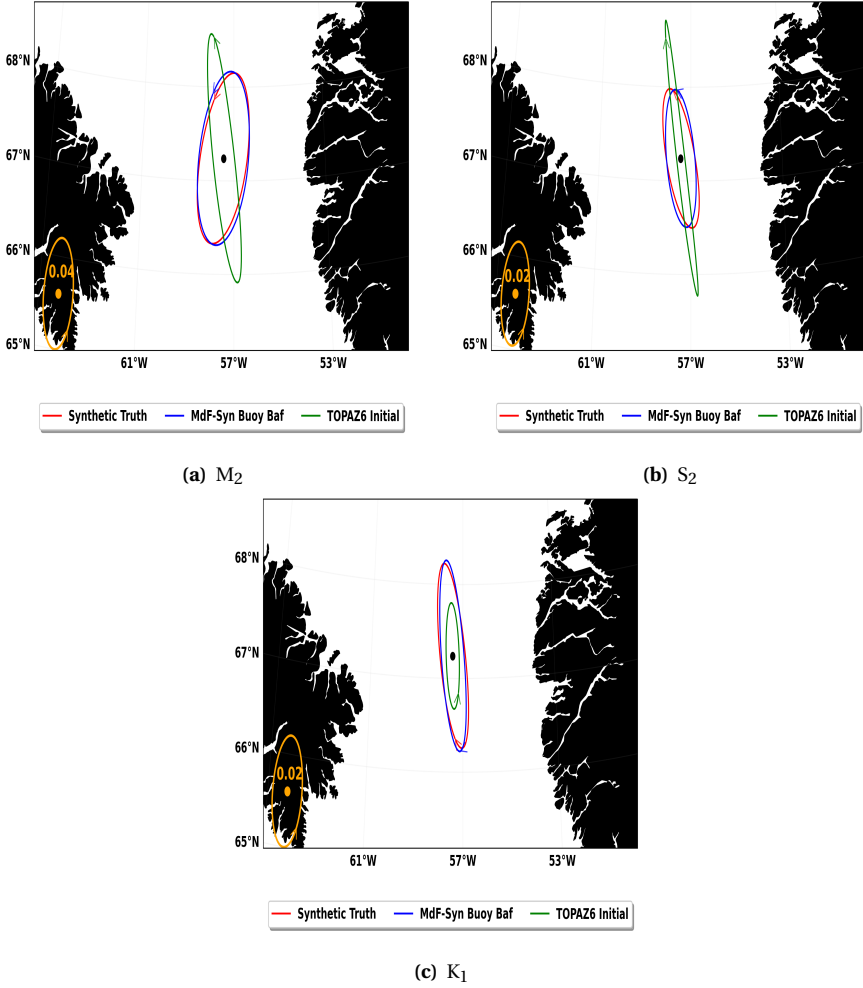 68°N
67°N
66°N
65°N
0.04
61°W 57°W 53°W
Synthetic Truth MdF-Syn Buoy Baf TOPAZ6 Initial
(a) M2
68°N
67°N
66°N
65°N
0.02
61°W 57°W 53°W
Synthetic Truth MdF-Syn Buoy Baf TOPAZ6 Initial
(b) S2
68°N
67°N
66°N
65°N
0.02
61°W 57°W 53°W
Synthetic Truth MdF-Syn Buoy Baf TOPAZ6 Initial
(c) K1